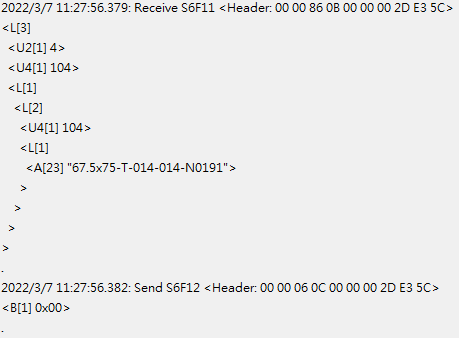 2022/3/7 11:27:56.379: Receive S6F11 <Header: 00 00 86 0B 00 00 00 2D E3 5C>
<L[3]
<U2[1] 4>
<U4[1] 104>
<L[1]
<L[2]
<U4[1] 104>
<L[1]
<A[23] "67.5x75-T-014-014-N0191">
>
>
>
>
.
2022/3/7 11:27:56.382: Send S6F12 <Header: 00 00 06 0C 00 00 00 2D E3 5C>
<B[1] 0x00>
.